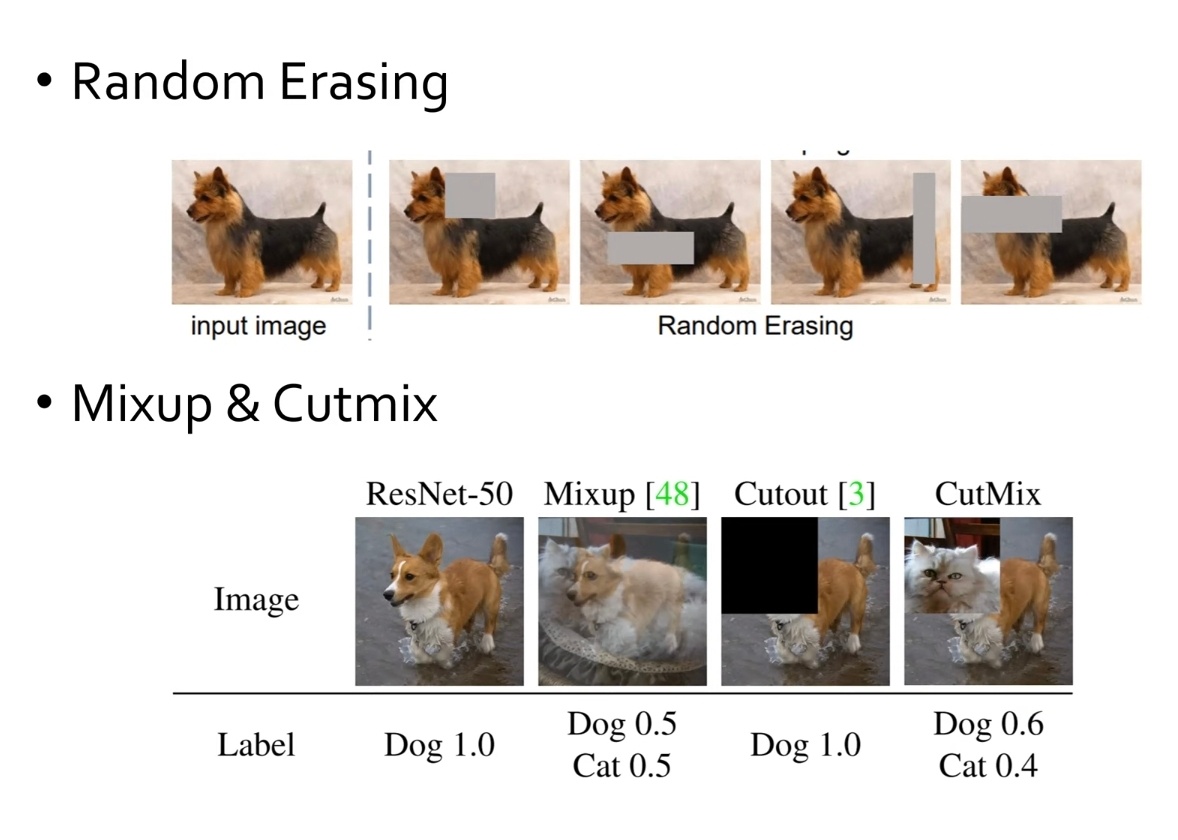 • Random Erasing
input image
Random Erasing
• Mixup & Cutmix
ResNet-50 Mixup [48] Cutout [3] CutMix
Image
Label Dog 1.0 Dog 0.5 Cat 0.5 Dog 1.0 Dog 0.6 Cat 0.4